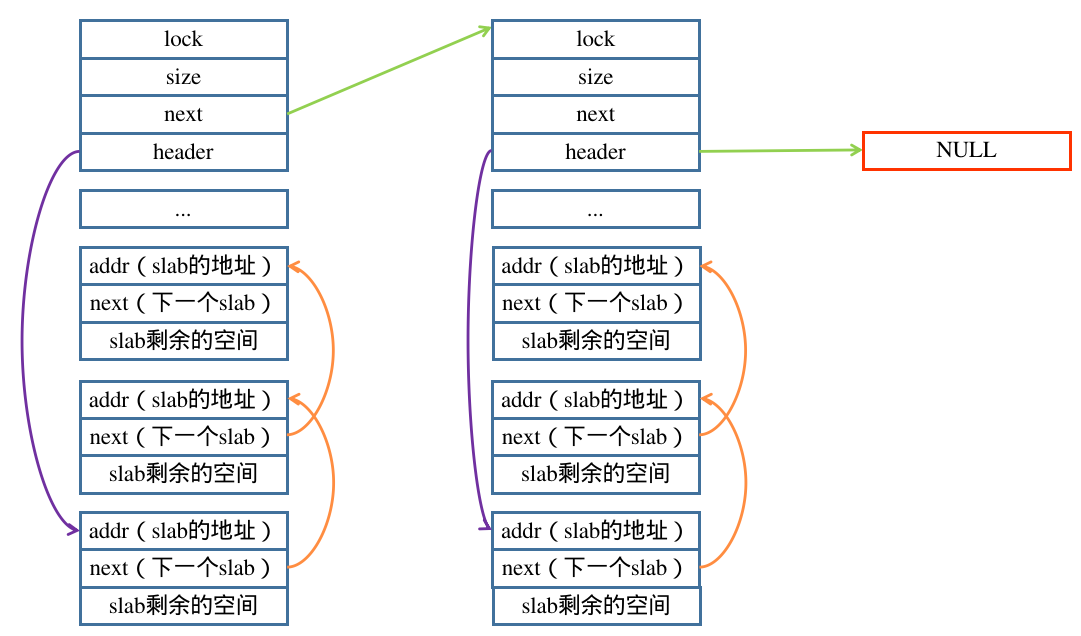 lock
size
next
header
...
addr（slab的地址）
next（下一个slab）
slab剩余的空间
addr（slab的地址）
next（下一个slab）
slab剩余的空间
addr（slab的地址）
next（下一个slab）
slab剩余的空间
lock
size
next
header
...
addr（slab的地址）
next（下一个slab）
slab剩余的空间
addr（slab的地址）
next（下一个slab）
slab剩余的空间
addr（slab的地址）
next（下一个slab）
slab剩余的空间
NULL